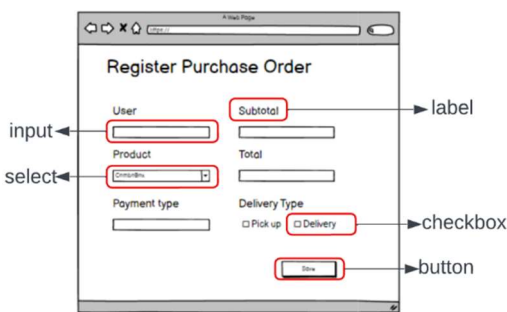 A Web Page
https://
Register Purchase Order
User
Subtotal
label
input
Product
Total
select
Payment type
Delivery Type
Pick up
Delivery
checkbox
button